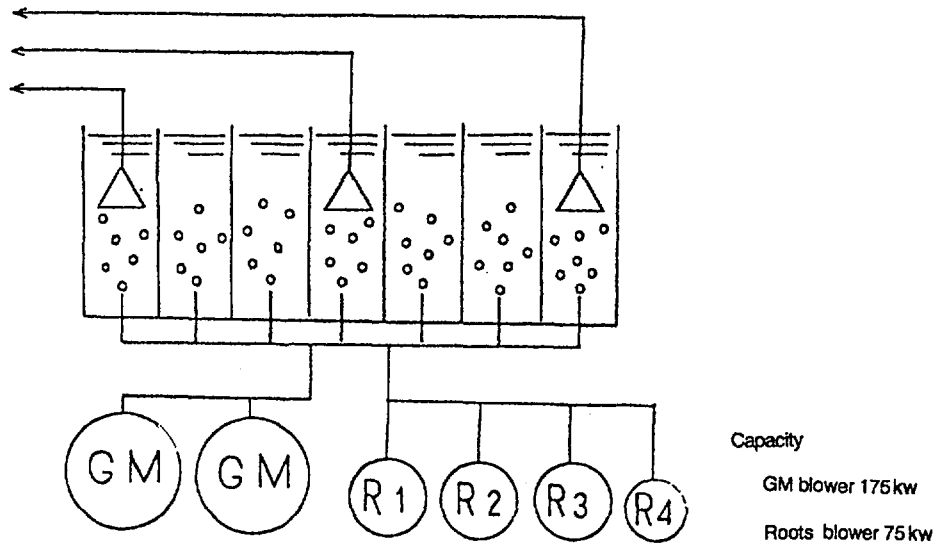 GM
GM
R1
R2
R3
R4
Capacity
GM blower 175kw
Roots blower 75kw